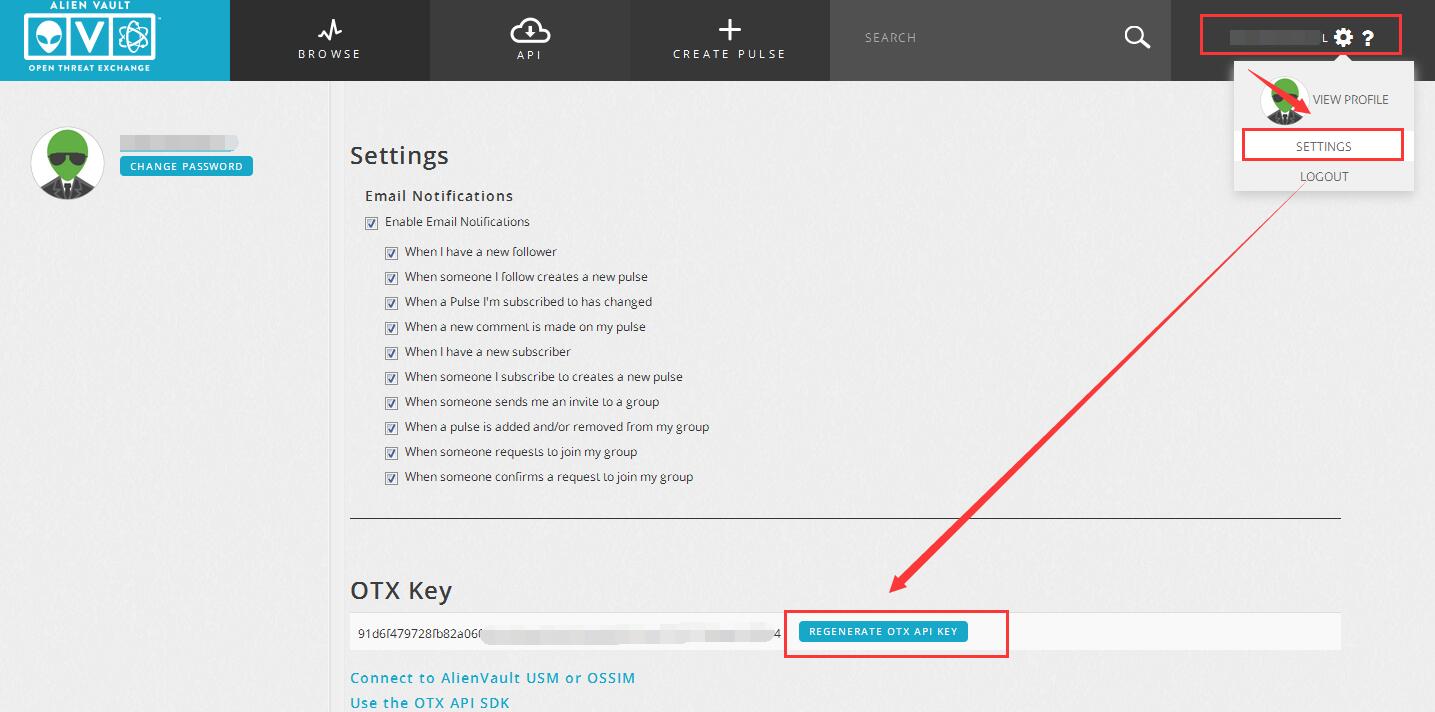 ALIEN VAULT
OPEN THREAT EXCHANGE
BROWSE
API
CREATE PULSE
SEARCH
L
?
VIEW PROFILE
SETTINGS
LOGOUT
CHANGE PASSWORD
Settings
Email Notifications
Enable Email Notifications
When I have a new follower
When someone I follow creates a new pulse
When a Pulse I'm subscribed to has changed
When a new comment is made on my pulse
When I have a new subscriber
When someone I subscribe to creates a new pulse
When someone sends me an invite to a group
When a pulse is added and/or removed from my group
When someone requests to join my group
When someone confirms a request to join my group
OTX Key
91d6f479728fb82a06 4 REGENERATE OTX API KEY
Connect to AlienVault USM or OSSIM
Use the OTX API SDK